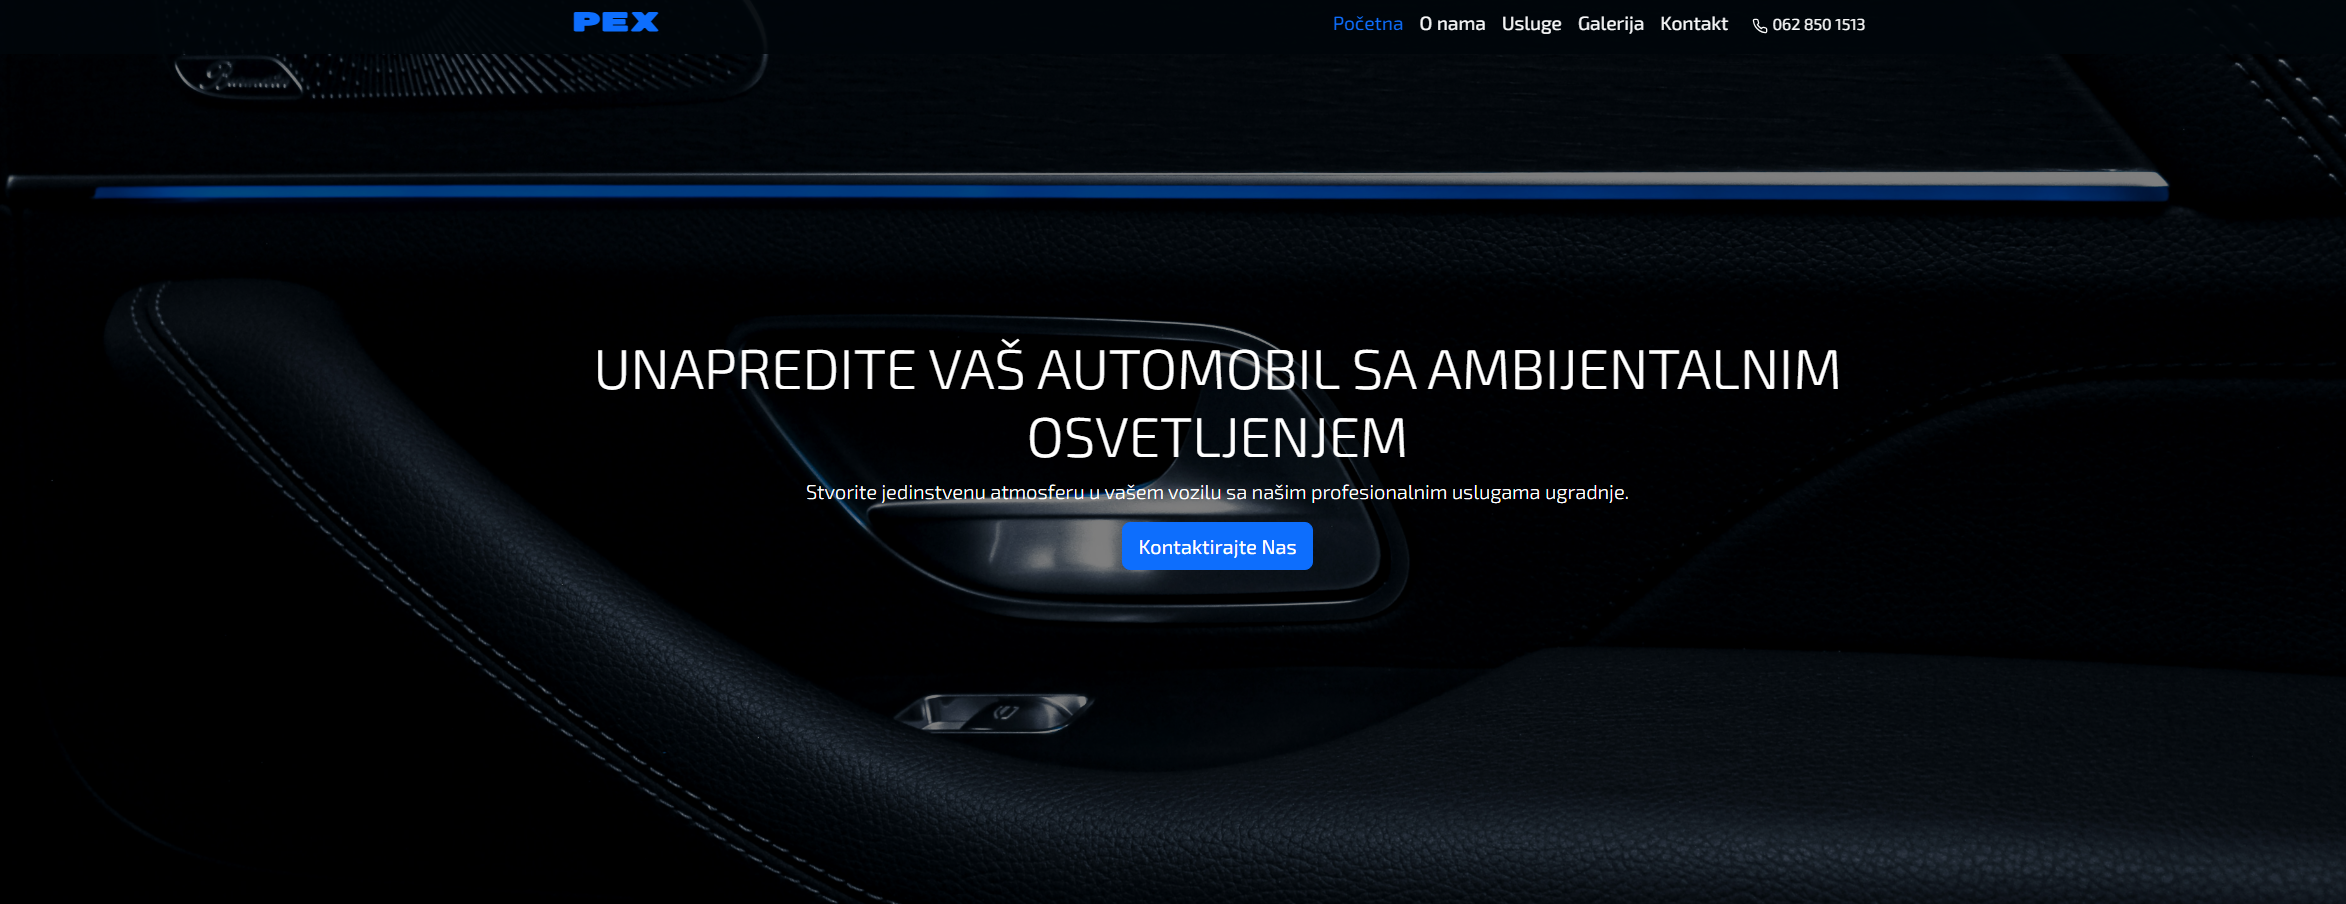 PEX
Početna O nama Usluge Galerija Kontakt 062 850 1513
UNAPREDITE VAŠ AUTOMOBIL SA AMBIJENTALNIM
OSVETLJENJEM
Stvorite jedinstvenu atmosferu u vašem vozilu sa našim profesionalnim uslugama ugradnje.
Kontaktirajte Nas